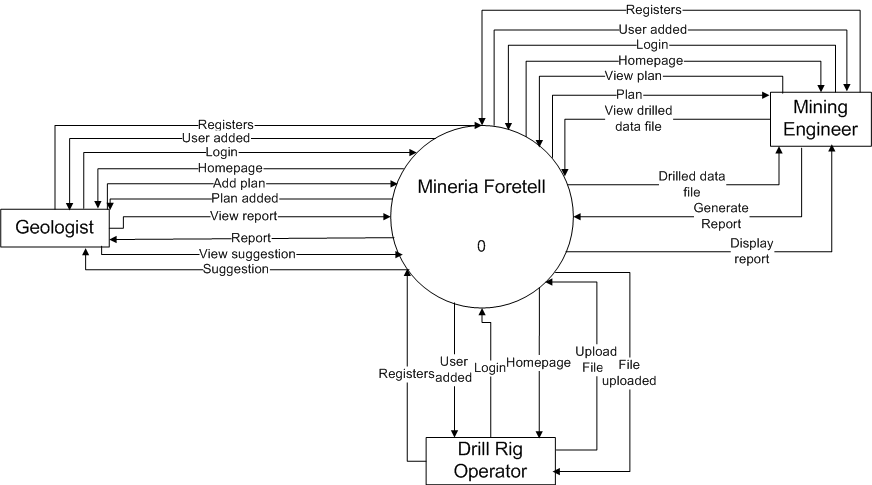 Registers
User added
Login
Homepage
View plan
Plan
View drilled
data file
Mining
Engineer
Registers
User added
Login
Homepage
Add plan
Plan added
View report
Report
View suggestion
Suggestion
Geologist
Mineria Foretell
0
Drilled data
file
Generate
Report
Display
report
Registers
User
added
Login
Homepage
Upload
File
File
uploaded
Drill Rig
Operator